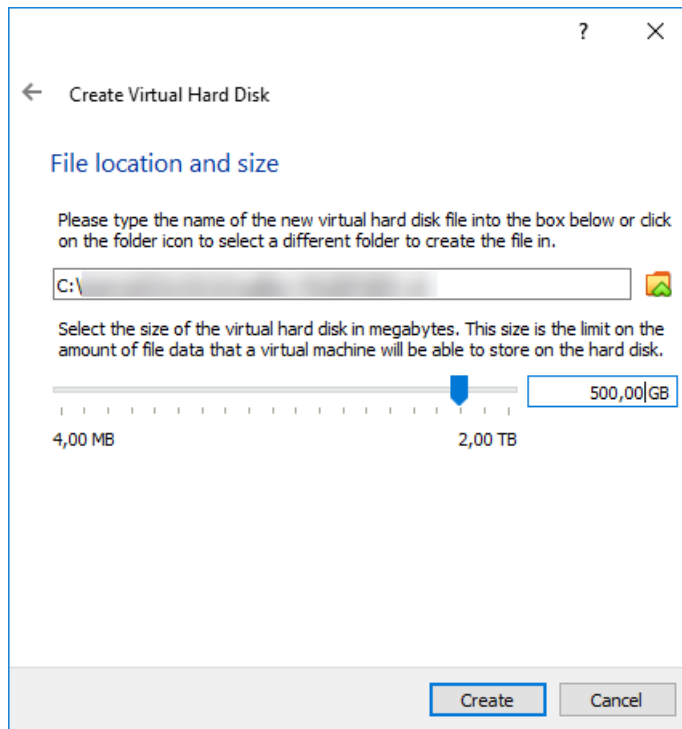 ?
Create Virtual Hard Disk
File location and size
Please type the name of the new virtual hard disk file into the box below or click
on the folder icon to select a different folder to create the file in.
C:\
Select the size of the virtual hard disk in megabytes. This size is the limit on the
amount of file data that a virtual machine will be able to store on the hard disk.
500,00 GB
4,00 MB 2,00 TB
Create Cancel